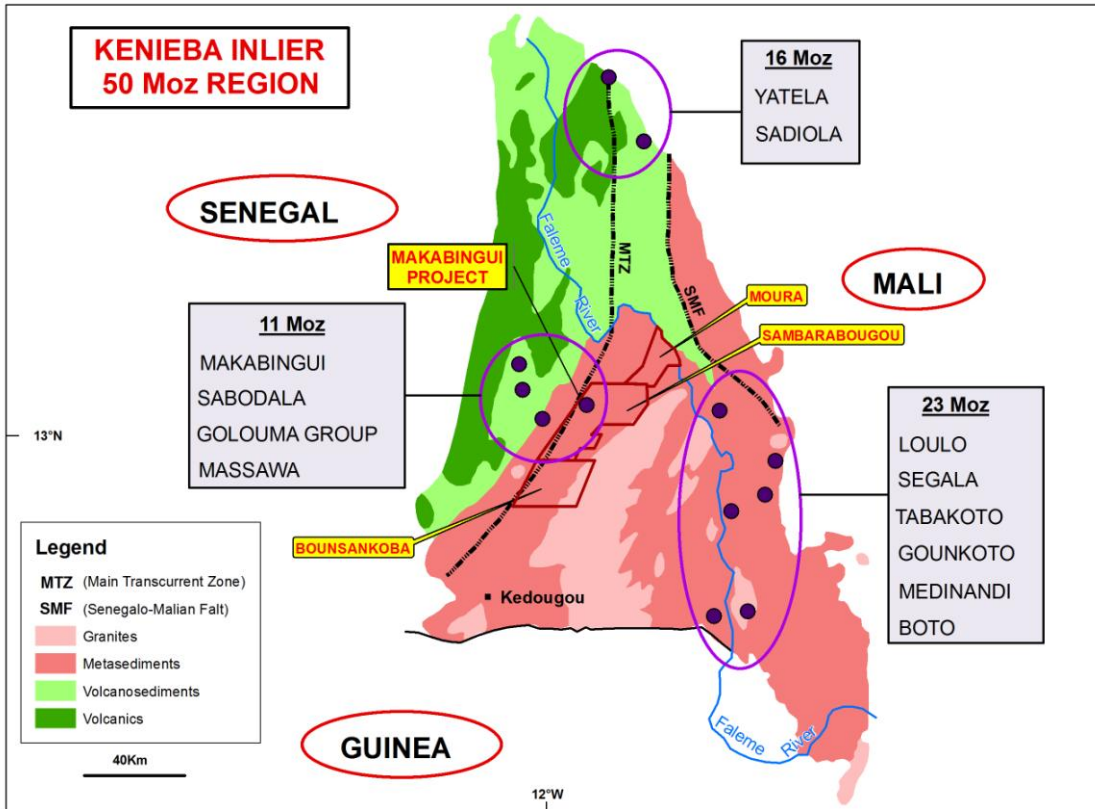 KENIEBA INLIER
50 Moz REGION
16 Moz
YATELA
SADIOLA
SENEGAL
Faleme
River
MTZ
SMF
MAKABINGUI
PROJECT
MALI
MOURA
SAMBARABOUGOU
11 Moz
MAKABINGUI
SABODALA
GOLOUMA GROUP
MASSAWA
23 Moz
LOULO
SEGALA
TABAKOTO
GOUNKOTO
MEDINANDI
BOTO
13°N
BOUNSANKOBA
Kedougou
Legend
MTZ (Main Transcurrent Zone)
SMF (Senegalo-Malian Falt)
Granites
Metasediments
Volcanosediments
Volcanics
40Km
GUINEA
Faleme
River
12°W